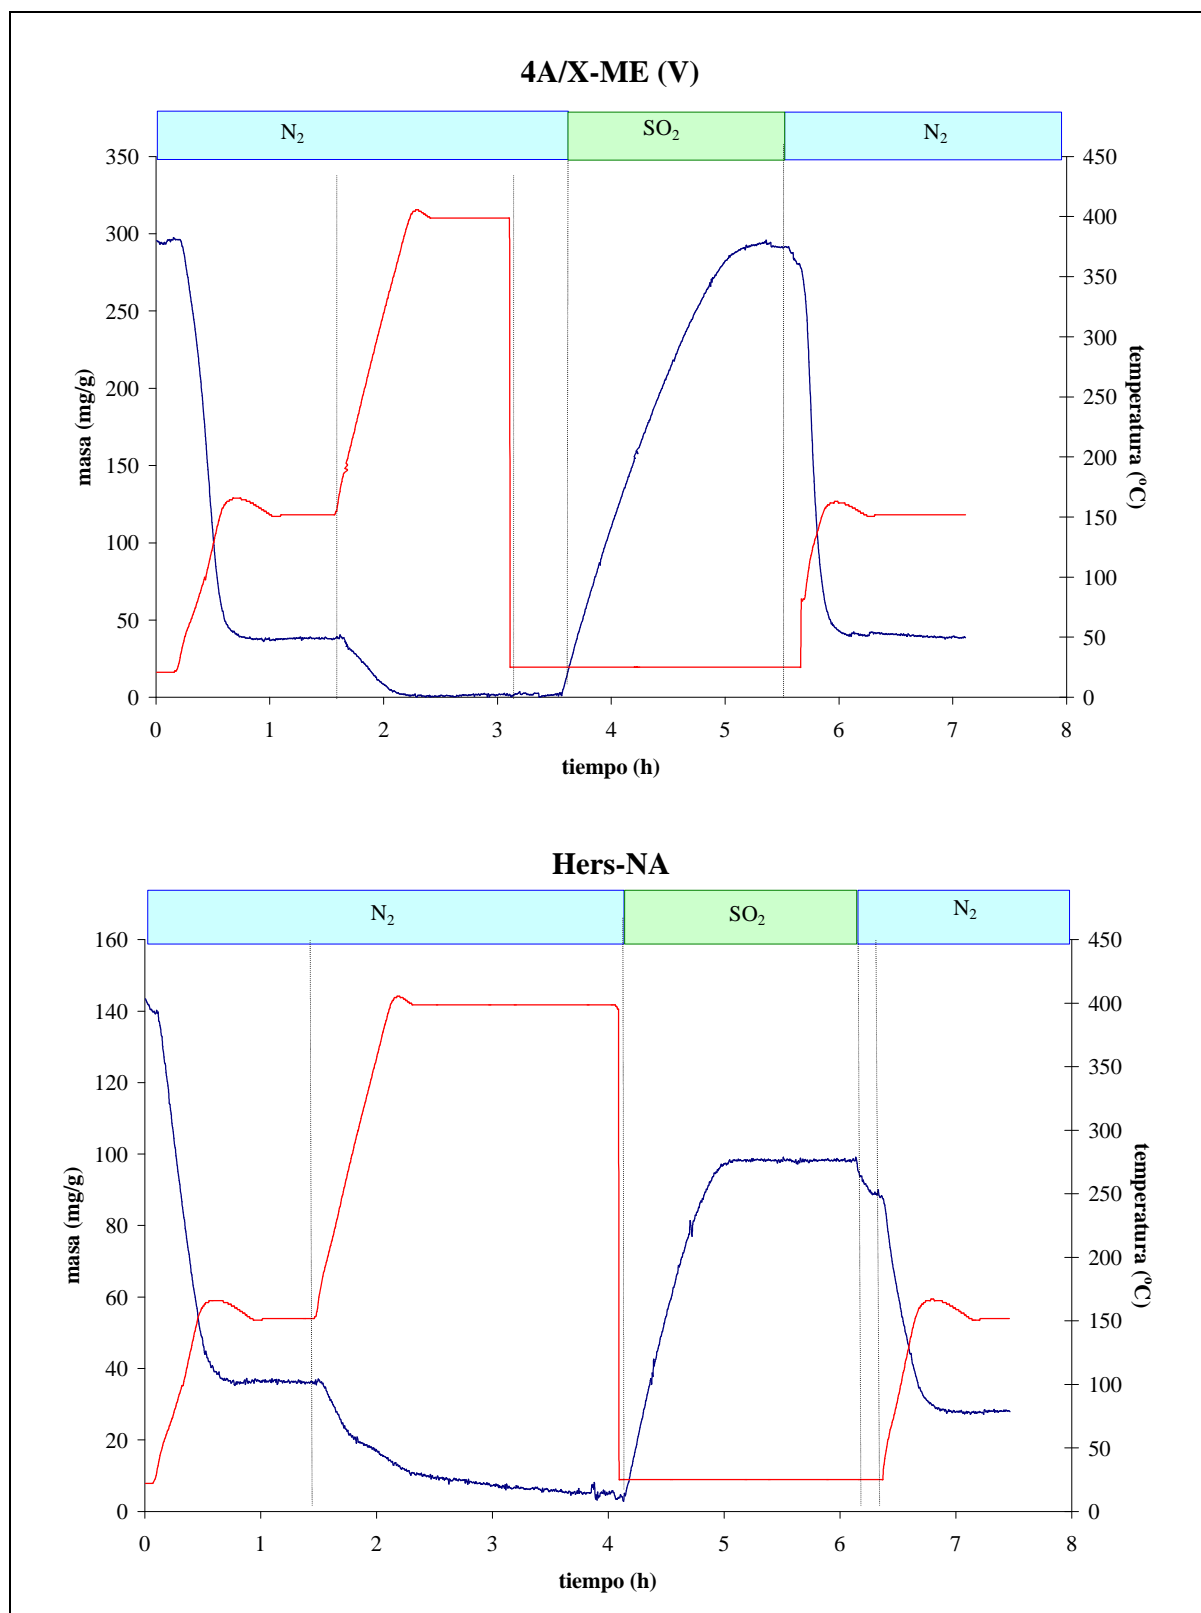 4A/X-ME (V)
N₂ SO₂ N₂
350 450
300 400
250 350
200 300
150 250
100 200
50 150
0 100
50
0
masa (mg/g)
temperatura (°C)
0 1 2 3 4 5 6 7 8
tiempo (h)
Hers-NA
N₂ SO₂ N₂
160 450
140 400
120 350
100 300
80 250
60 200
40 150
20 100
0 50
0
masa (mg/g)
temperatura (°C)
0 1 2 3 4 5 6 7 8
tiempo (h)